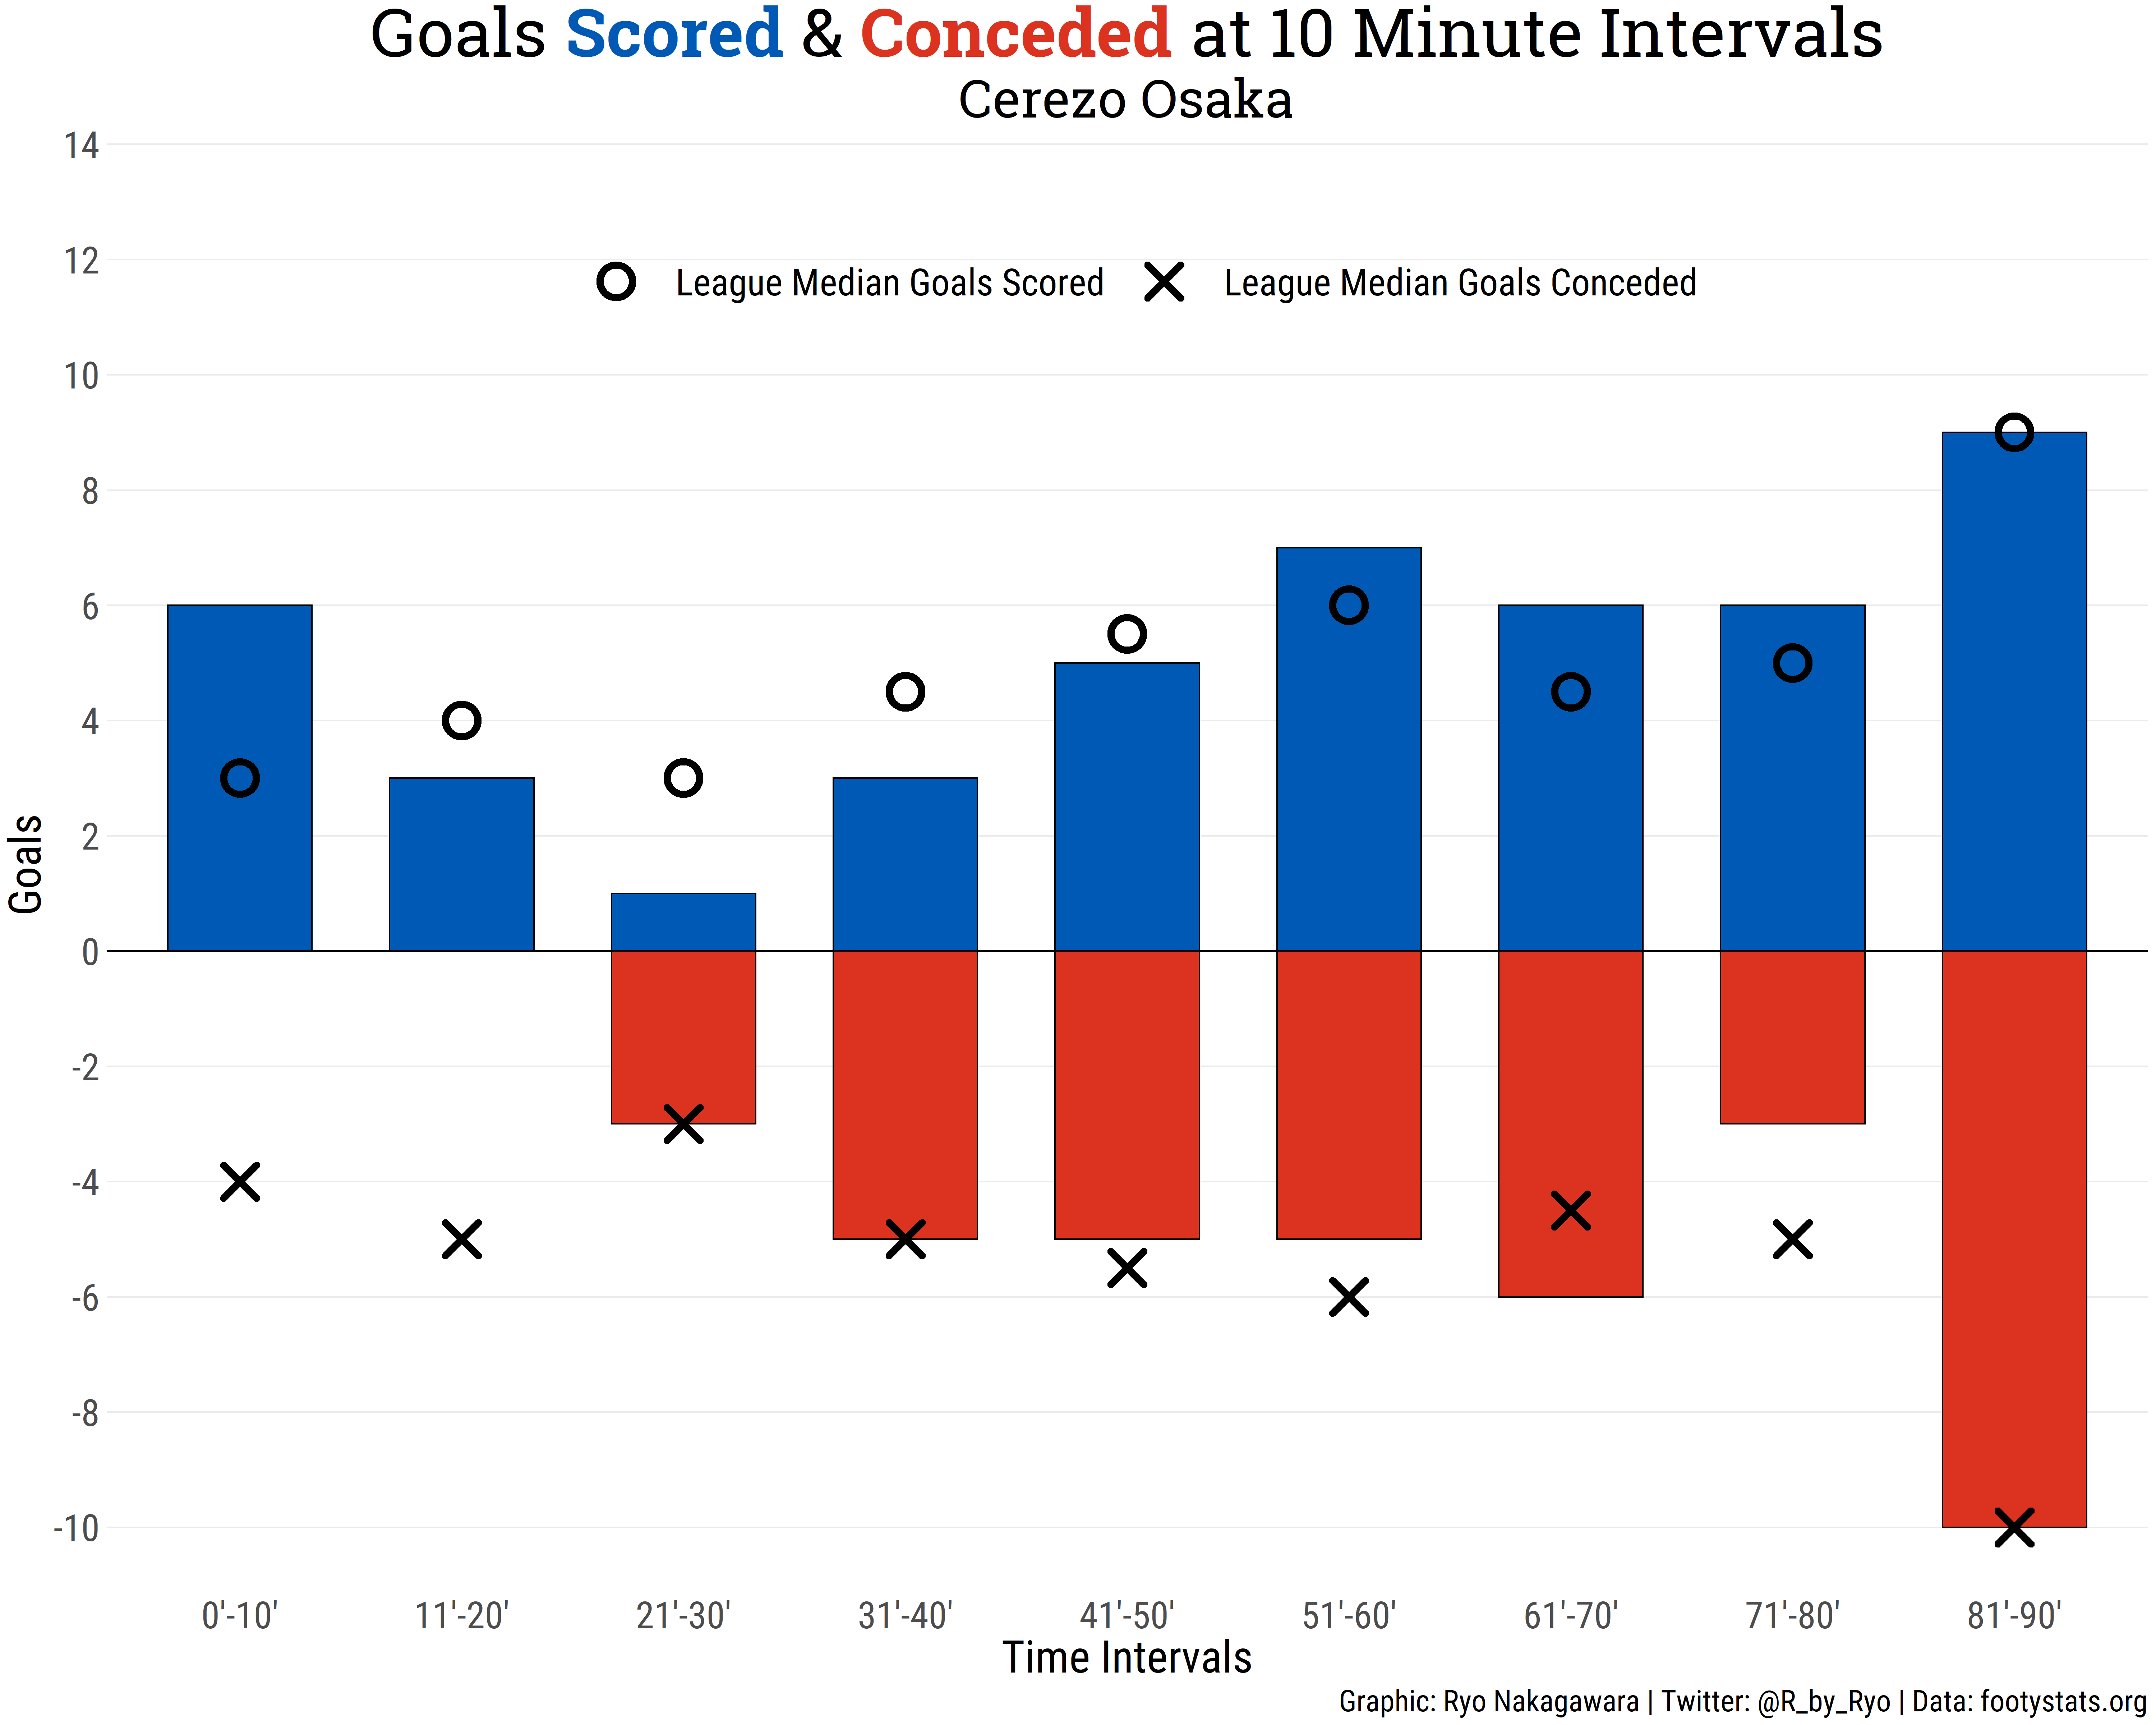 Goals Scored & Conceded at 10 Minute Intervals
Cerezo Osaka
14
12
League Median Goals Scored League Median Goals Conceded
10
8
6
4
2
Goals
0
-2
-4
-6
-8
-10
0'-10' 11'-20' 21'-30' 31'-40' 41'-50' 51'-60' 61'-70' 71'-80' 81'-90'
Time Intervals
Graphic: Ryo Nakagawara | Twitter: @R_by_Ryo | Data: footystats.org